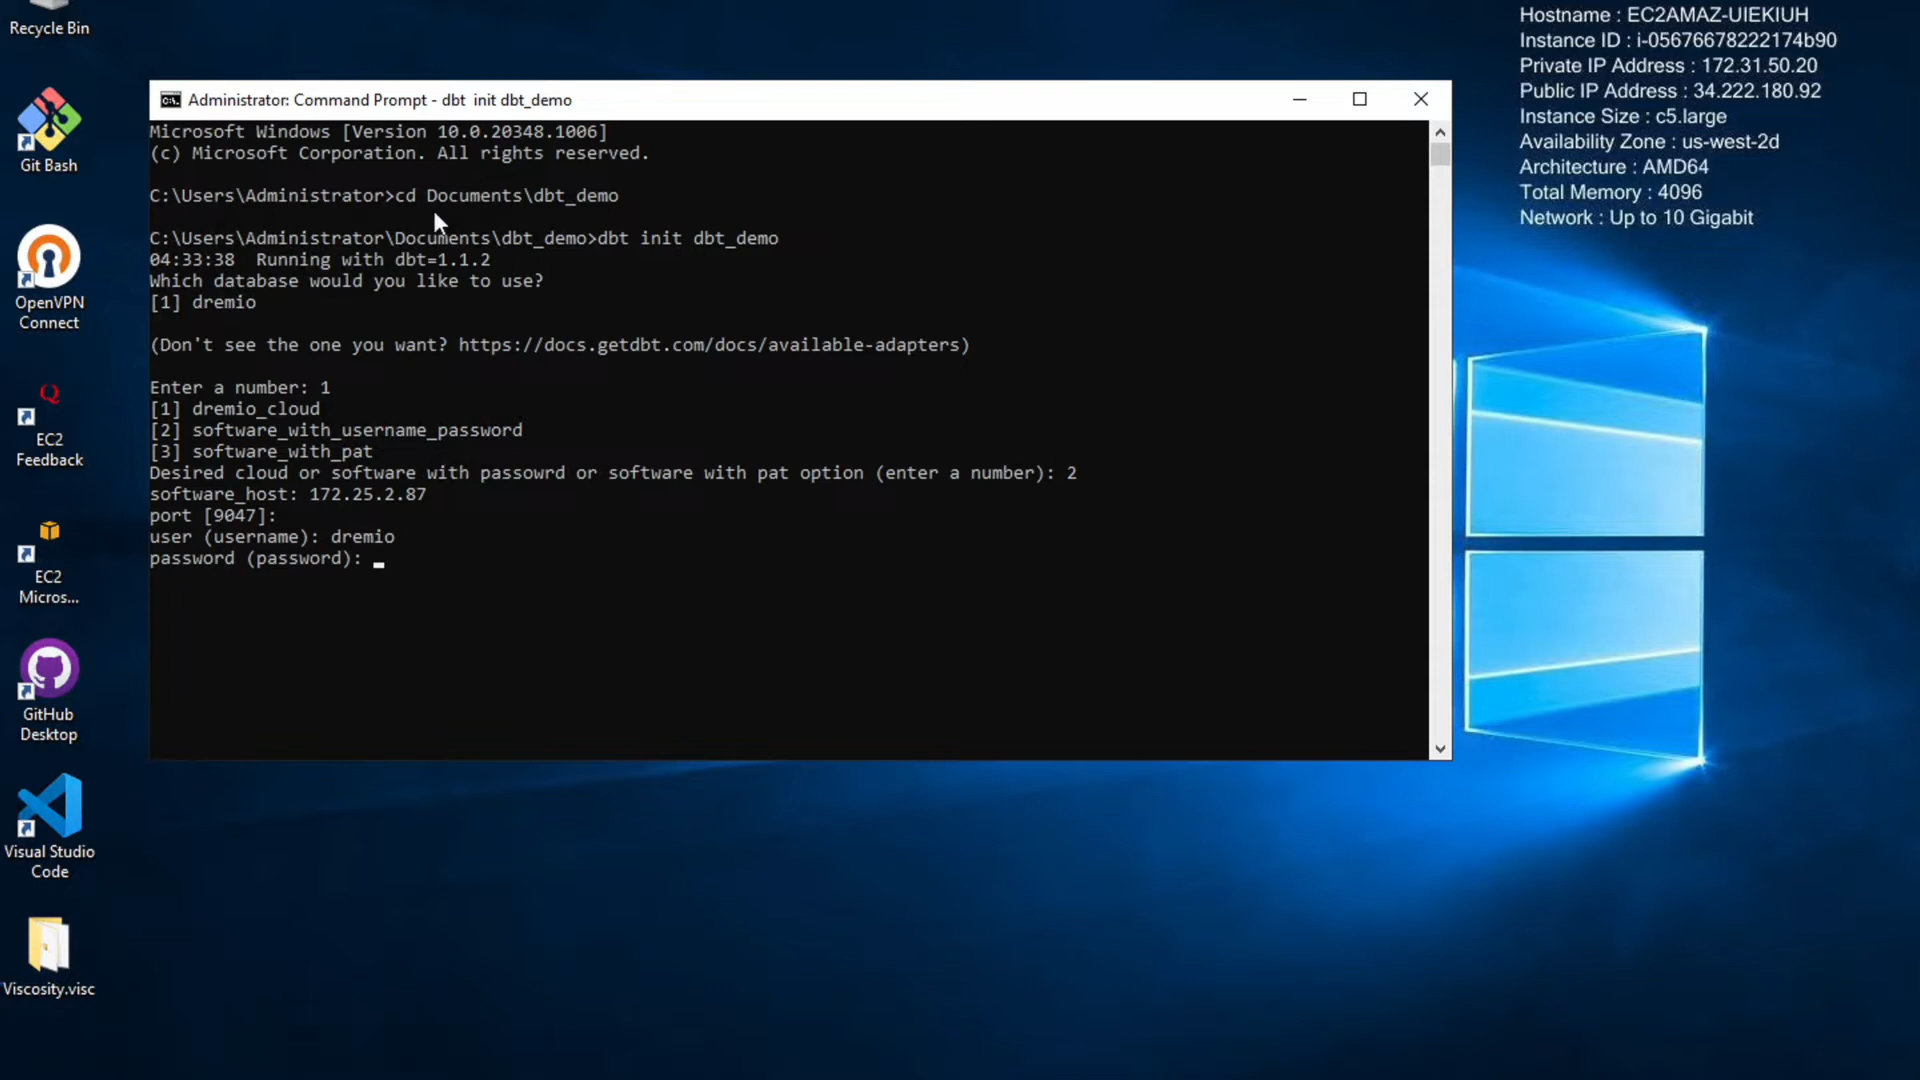 Recycle Bin
Git Bash
OpenVPN
Connect
EC2
Feedback
EC2
Micros...
GitHub
Desktop
Visual Studio
Code
Viscosity.visc
Administrator: Command Prompt - dbt  init dbt_demo
Microsoft Windows [Version 10.0.20348.1006]
(c) Microsoft Corporation. All rights reserved.
C:\Users\Administrator>cd Documents\dbt_demo
C:\Users\Administrator\Documents\dbt_demo>dbt init dbt_demo
04:33:38  Running with dbt=1.1.2
Which database would you like to use?
[1] dremio
(Don't see the one you want? https://docs.getdbt.com/docs/available-adapters)
Enter a number: 1
[1] dremio_cloud
[2] software_with_username_password
[3] software_with_pat
Desired cloud or software with passowrd or software with pat option (enter a number): 2
software_host: 172.25.2.87
port [9047]:
user (username): dremio
password (password):
Hostname : EC2AMAZ-UIEKIUH
Instance ID : i-05676678222174b90
Private IP Address : 172.31.50.20
Public IP Address : 34.222.180.92
Instance Size : c5.large
Availability Zone : us-west-2d
Architecture : AMD64
Total Memory : 4096
Network : Up to 10 Gigabit